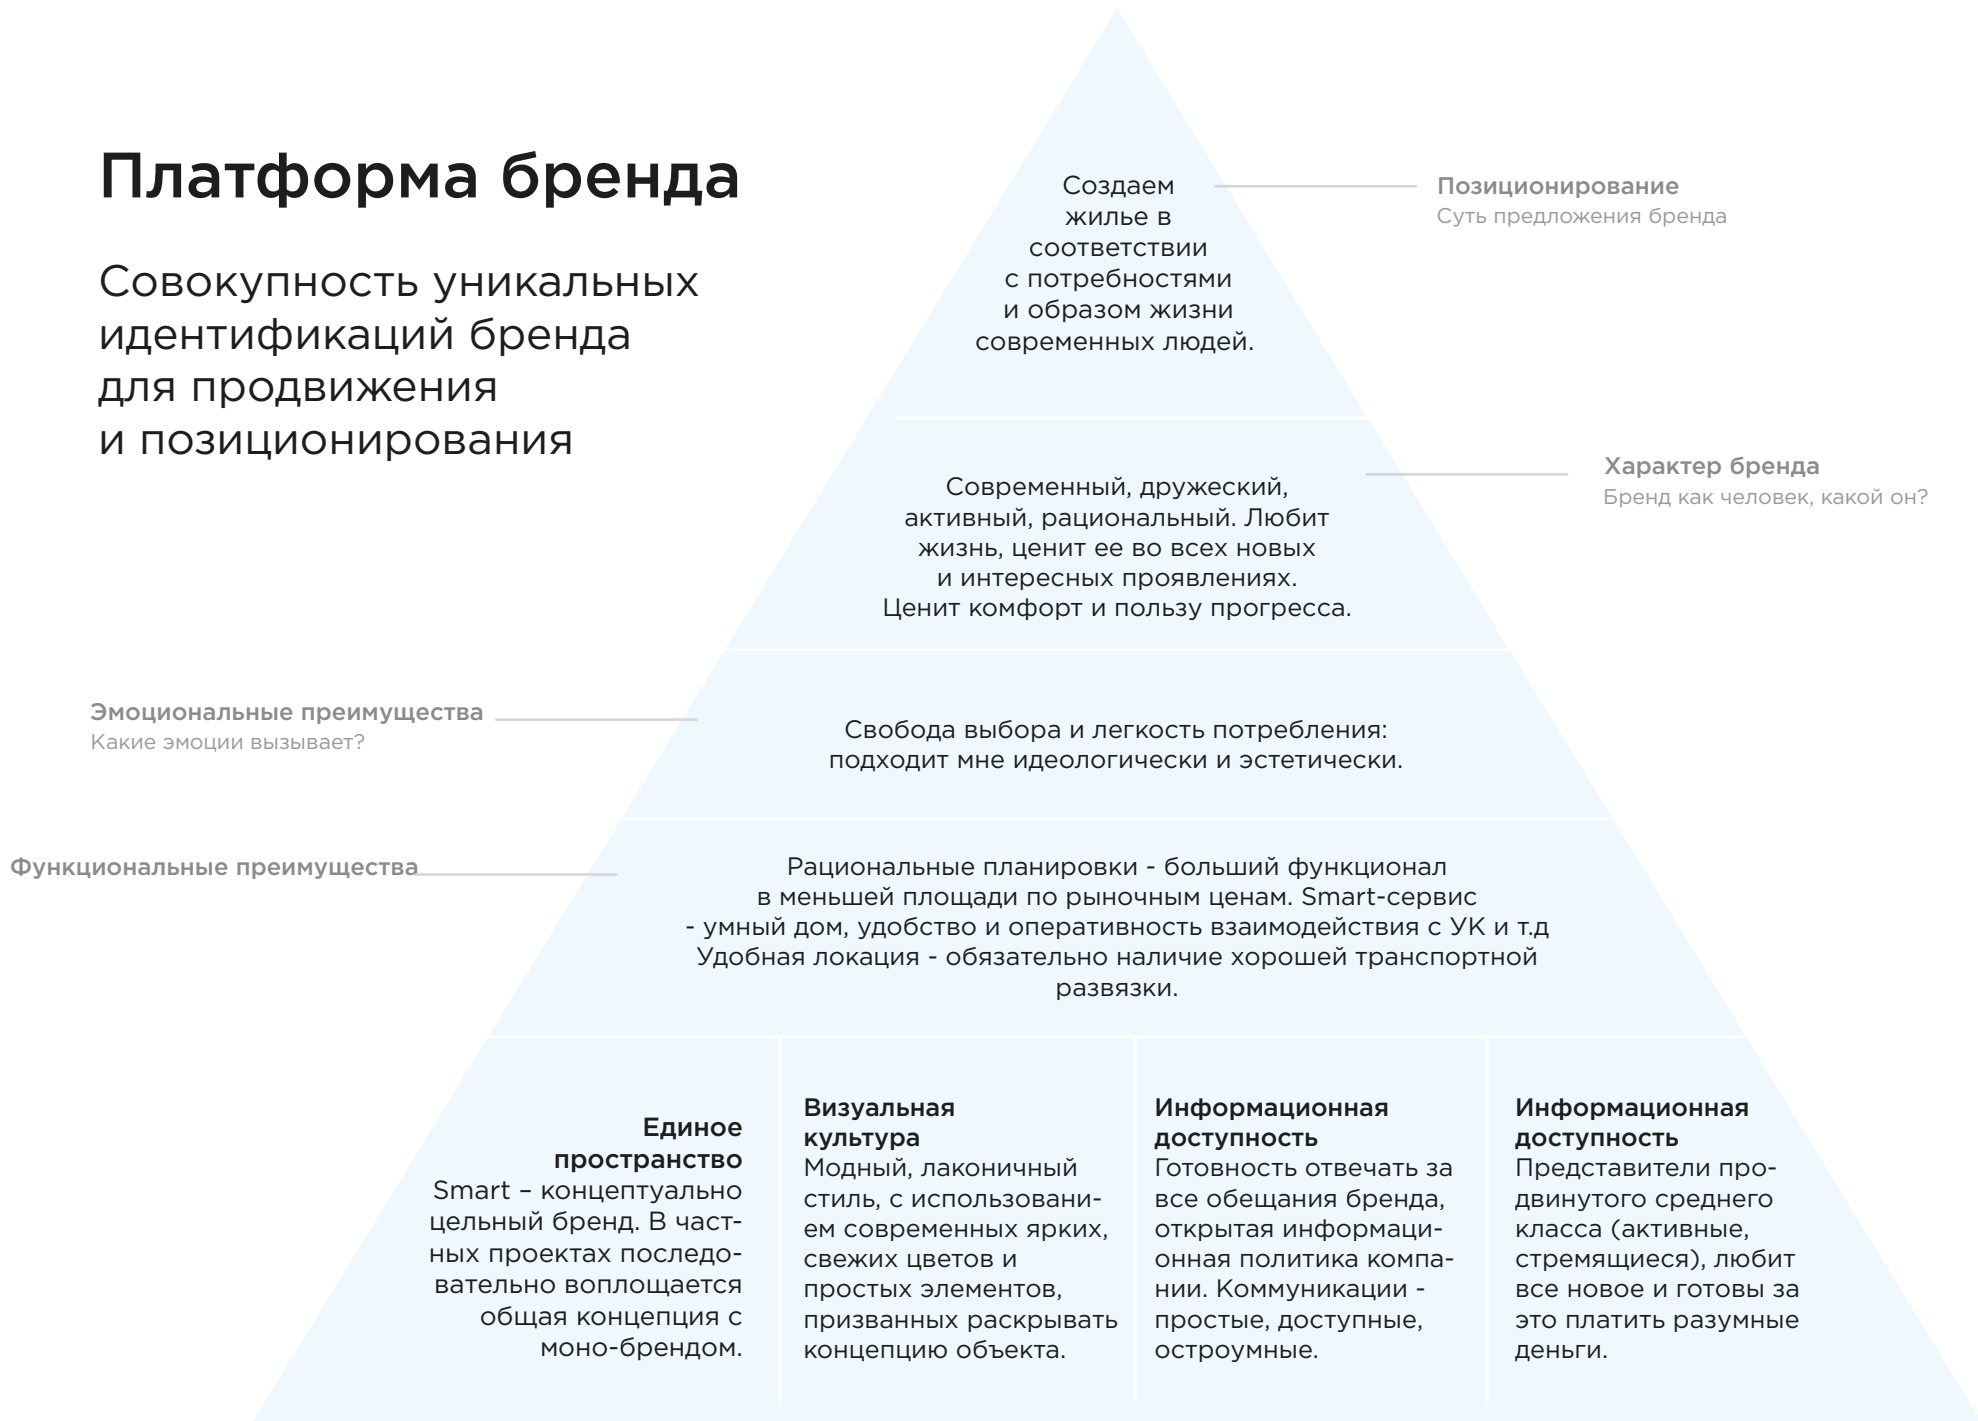 Платформа бренда
Совокупность уникальных
идентификаций бренда
для продвижения
и позиционирования
Создаем
жилье в
соответствии
с потребностями
и образом жизни
современных людей.
Позиционирование
Суть предложения бренда
Современный, дружеский,
активный, рациональный. Любит
жизнь, ценит ее во всех новых
и интересных проявлениях.
Ценит комфорт и пользу прогресса.
Характер бренда
Бренд как человек, какой он?
Эмоциональные преимущества
Какие эмоции вызывает?
Свобода выбора и легкость потребления:
подходит мне идеологически и эстетически.
Функциональные преимущества
Рациональные планировки - больший функционал
в меньшей площади по рыночным ценам. Smart-сервис
- умный дом, удобство и оперативность взаимодействия с УК и т.д
Удобная локация - обязательно наличие хорошей транспортной
развязки.
Единое
пространство
Smart – концептуально
цельный бренд. В част-
ных проектах последо-
вательно воплощается
общая концепция с
моно-брендом.
Визуальная
культура
Модный, лаконичный
стиль, с использовани-
ем современных ярких,
свежих цветов и
простых элементов,
призванных раскрывать
концепцию объекта.
Информационная
доступность
Готовность отвечать за
все обещания бренда,
открытая информаци-
онная политика компа-
нии. Коммуникации -
простые, доступные,
остроумные.
Информационная
доступность
Представители про-
двинутого среднего
класса (активные,
стремящиеся), любит
все новое и готовы за
это платить разумные
деньги.